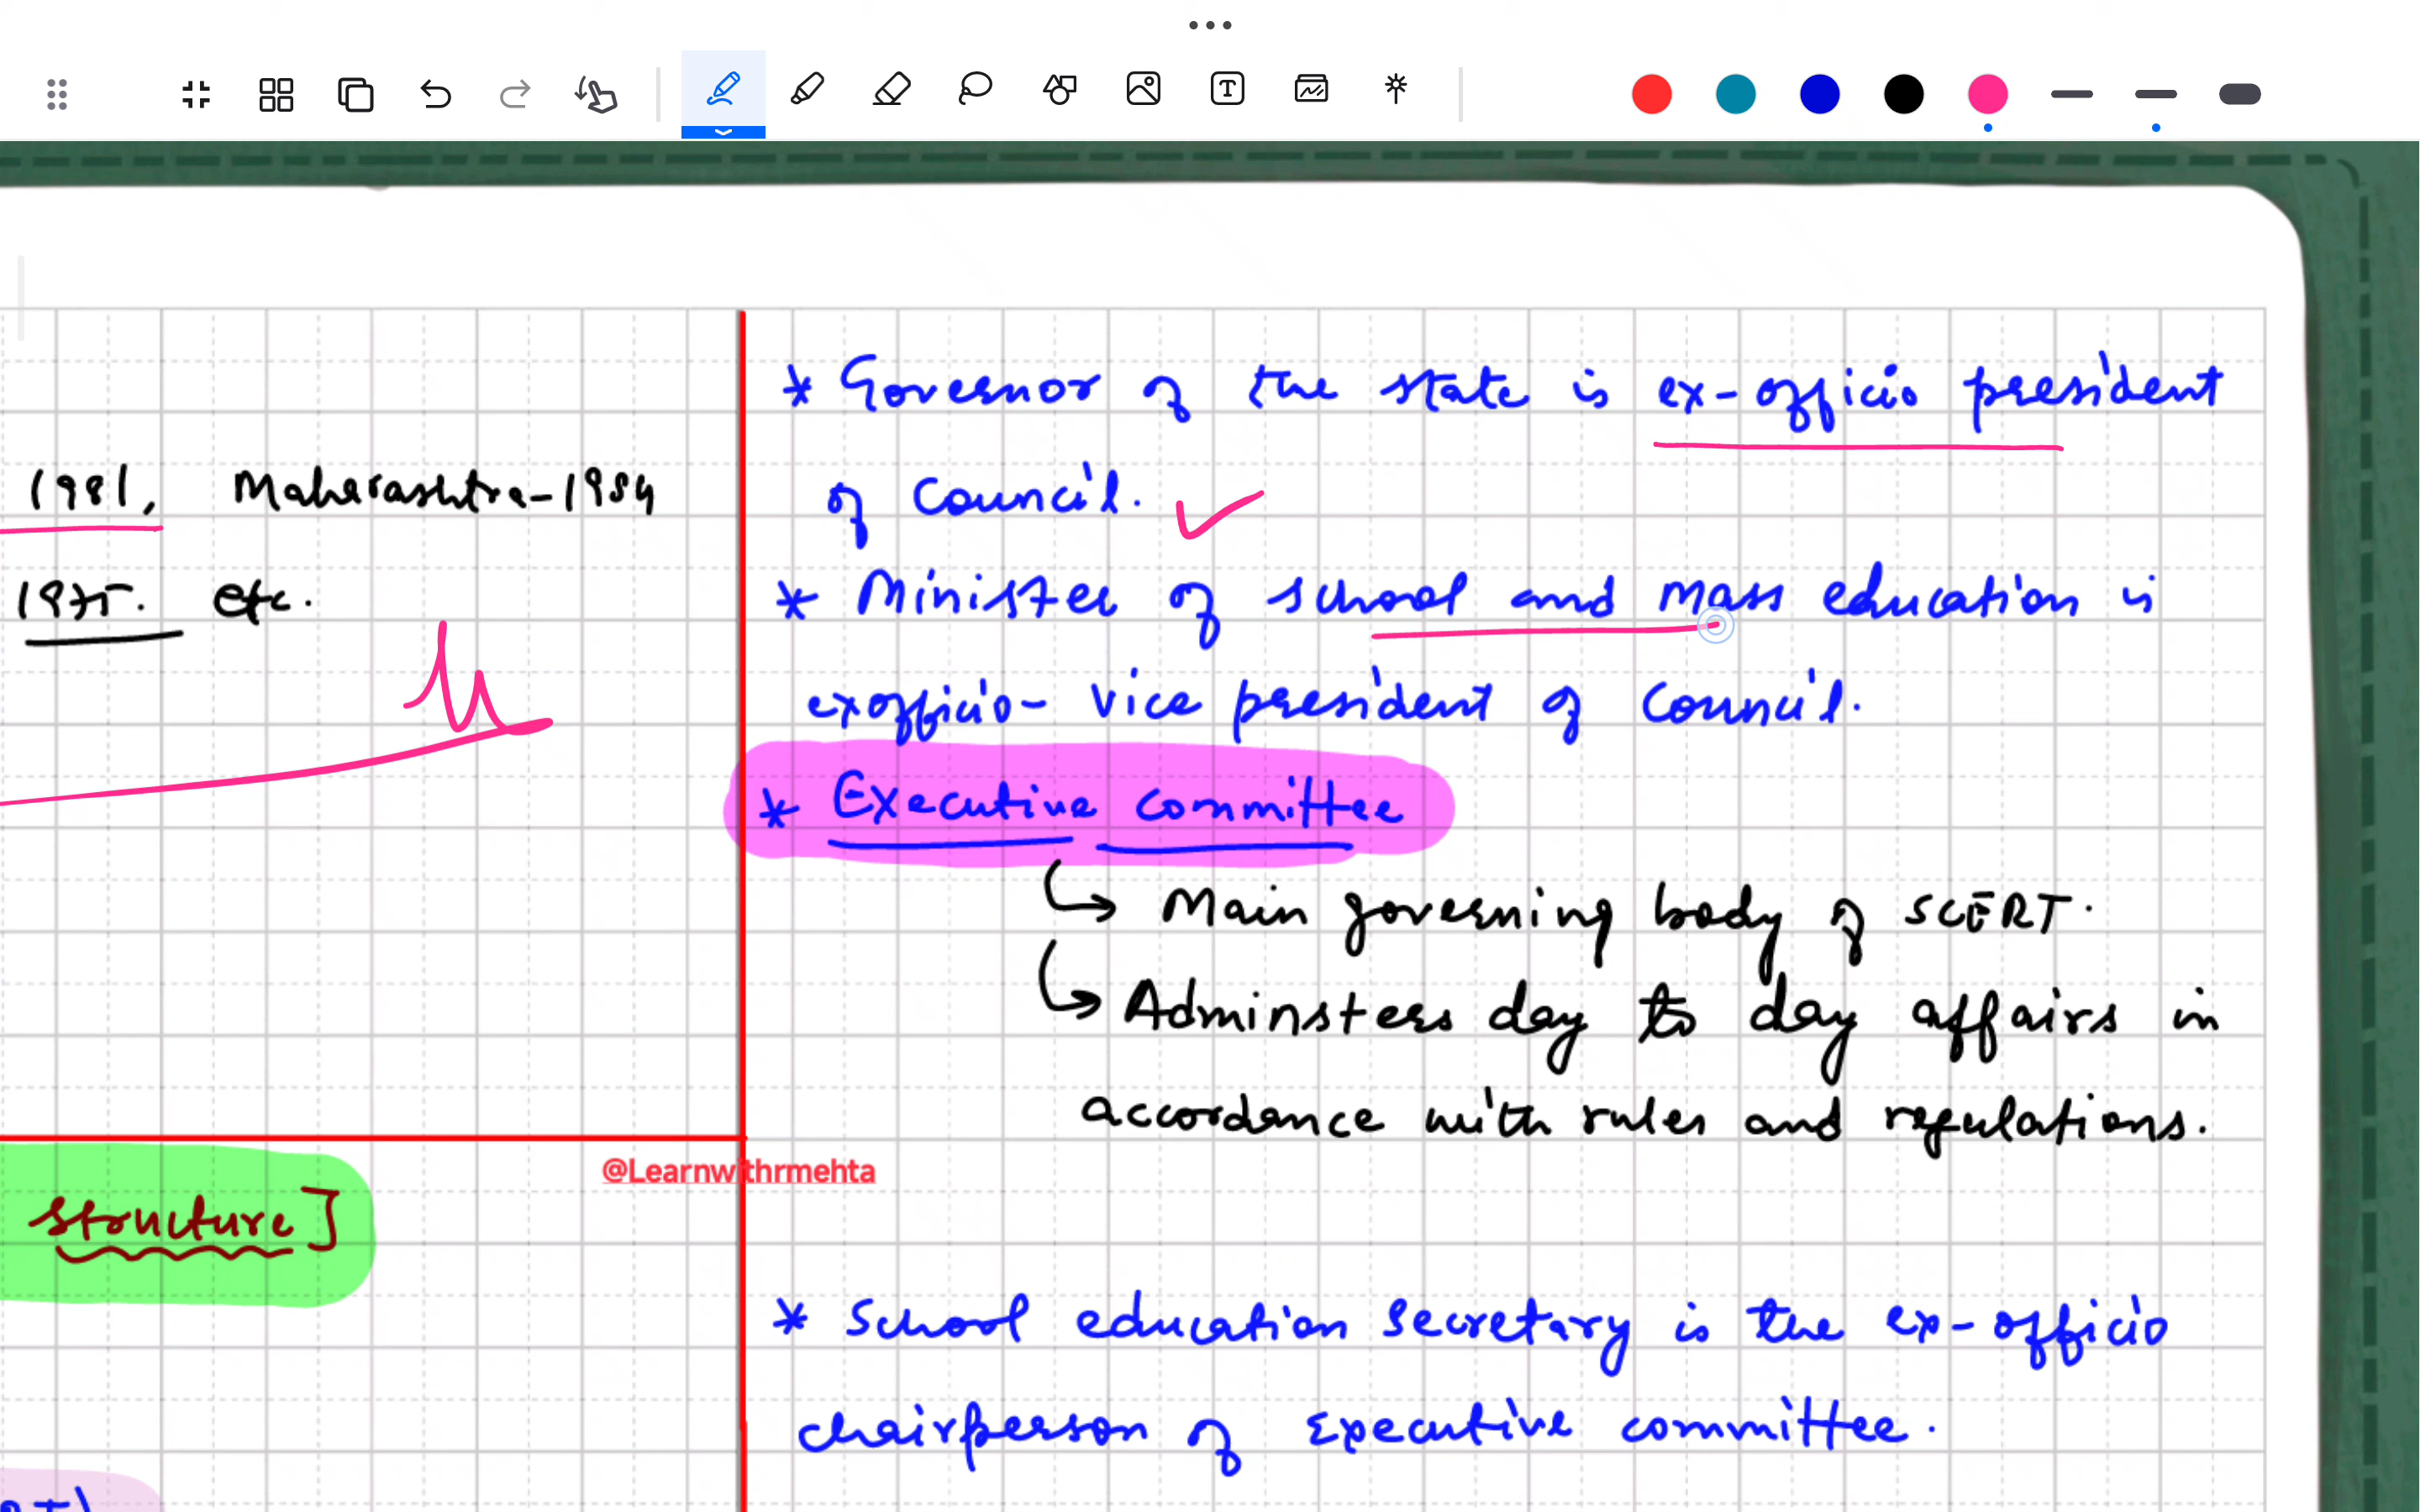 1981, Maharashtra-1984
1975. etc.
structure]
* Governor of the state is ex-officio president
of Council.
* Minister of school and mass education is
exofficio- vice president of Council.
* Executive committee
↳ Main governing body of SCERT.
↳ Adminsters day to day affairs in
accordance with rules and regulations.
@Learnwithrmehta
* School education secretary is the ex-officio
chairperson of Executive committee.